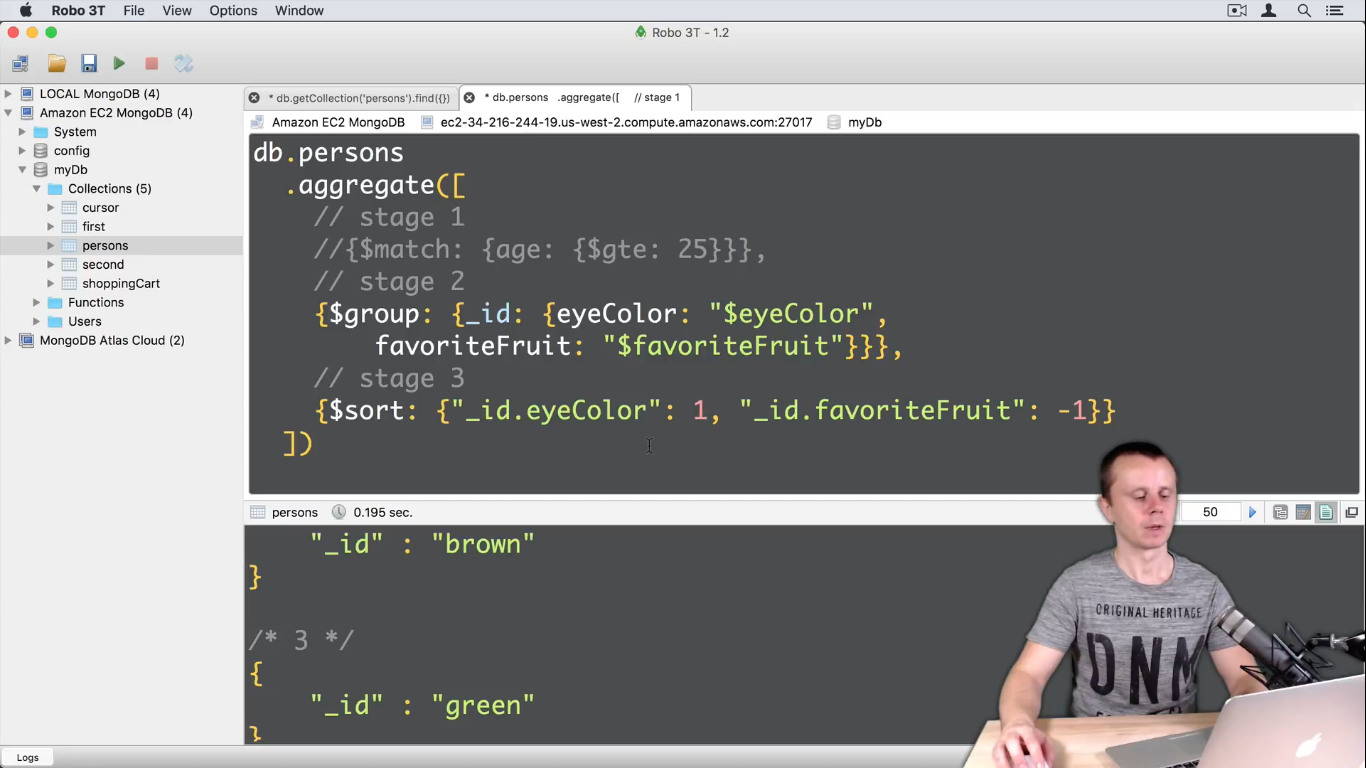 Robo 3T File View Options Window
Robo 3T - 1.2
LOCAL MongoDB (4)
Amazon EC2 MongoDB (4)
System
config
myDb
Collections (5)
cursor
first
persons
second
shoppingCart
Functions
Users
MongoDB Atlas Cloud (2)
* db.getCollection('persons').find({})
* db.persons .aggregate([ // stage 1
Amazon EC2 MongoDB ec2-34-216-244-19.us-west-2.compute.amazonaws.com:27017 myDb
db.persons
.aggregate([
// stage 1
//{$match: {age: {$gte: 25}}},
// stage 2
{$group: {_id: {eyeColor: "$eyeColor",
favoriteFruit: "$favoriteFruit"}}},
// stage 3
{$sort: {"_id.eyeColor": 1, "_id.favoriteFruit": -1}}
])
persons 0.195 sec. 50
"_id" : "brown"
}
/* 3 */
{
"_id" : "green"
}
ORIGINAL HERITAGE
DNM
Logs